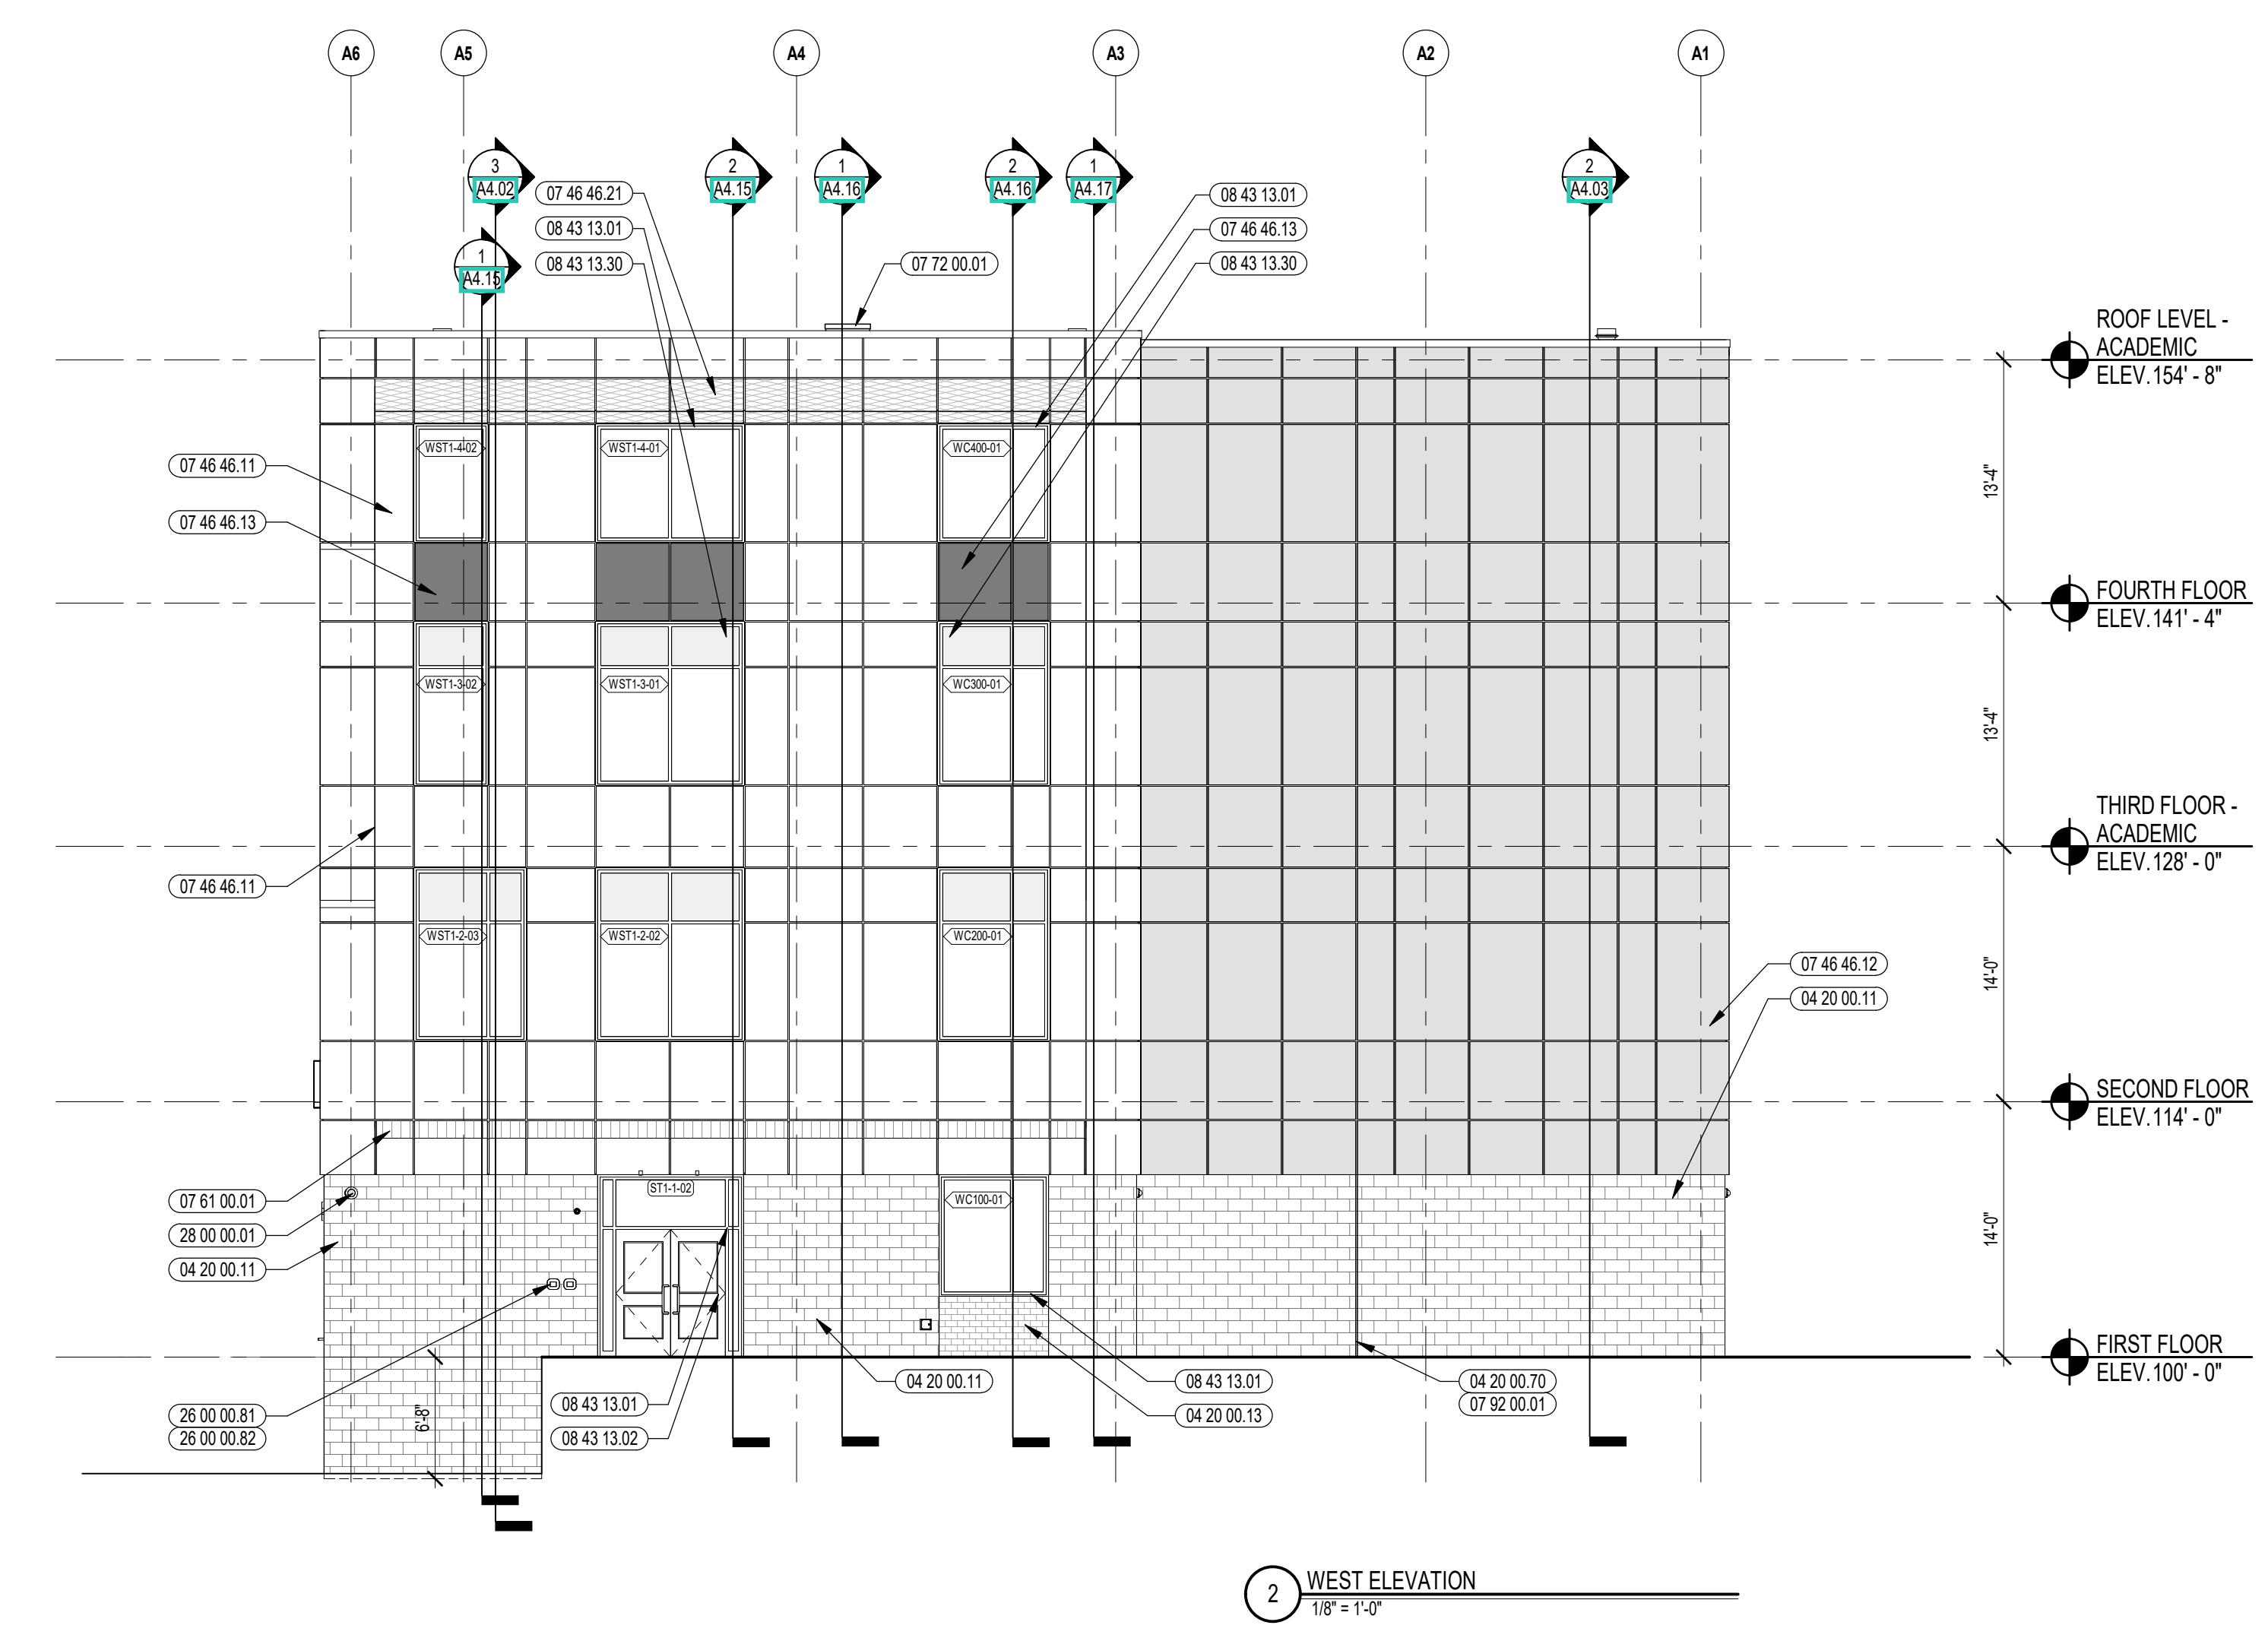 A6
A5
A4
A3
A2
A1
3
A4.02
2
A4.15
1
A4.16
2
A4.16
1
A4.17
2
A4.03
1
A4.15
07 46 46.21
08 43 13.01
08 43 13.30
07 72 00.01
08 43 13.01
07 46 46.13
08 43 13.30
ROOF LEVEL -
ACADEMIC
ELEV.154' - 8"
WST1-4-02
WST1-4-01
WC400-01
07 46 46.11
07 46 46.13
13'-4"
FOURTH FLOOR
ELEV.141' - 4"
WST1-3-02
WST1-3-01
WC300-01
13'-4"
THIRD FLOOR -
ACADEMIC
ELEV.128' - 0"
07 46 46.11
WST1-2-03
WST1-2-02
WC200-01
07 46 46.12
04 20 00.11
14'-0"
SECOND FLOOR
ELEV.114' - 0"
07 61 00.01
28 00 00.01
04 20 00.11
ST1-1-02
WC100-01
14'-0"
FIRST FLOOR
ELEV.100' - 0"
26 00 00.81
26 00 00.82
6'-8"
08 43 13.01
08 43 13.02
04 20 00.11
08 43 13.01
04 20 00.13
04 20 00.70
07 92 00.01
2
WEST ELEVATION
1/8" = 1'-0"